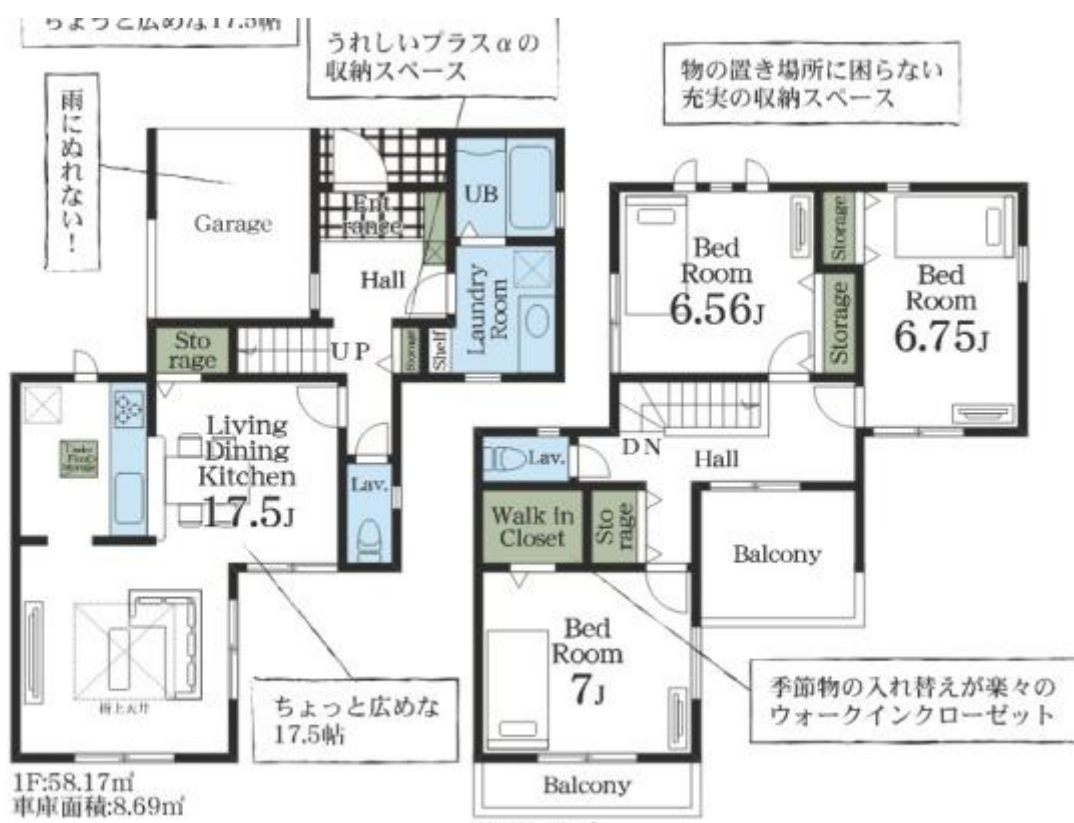 ちょっと広めな17.5帖
うれしいプラスαの
収納スペース
物の置き場所に困らない
充実の収納スペース
雨にぬれない!
Garage
Ent
rance
UB
Hall
Laundry
Room
Sto
rage
UP
Storage
Shelf
Living
Dining
Kitchen
17.5J
Under
Floor
Storage
Lav.
折上天井
ちょっと広めな
17.5帖
1F:58.17㎡
車庫面積:8.69㎡
Bed
Room
6.56J
Storage
Storage
Bed
Room
6.75J
DN
Lav.
Hall
Walk in
Closet
Sto
rage
Balcony
Bed
Room
7J
季節物の入れ替えが楽々の
ウォークインクローゼット
Balcony